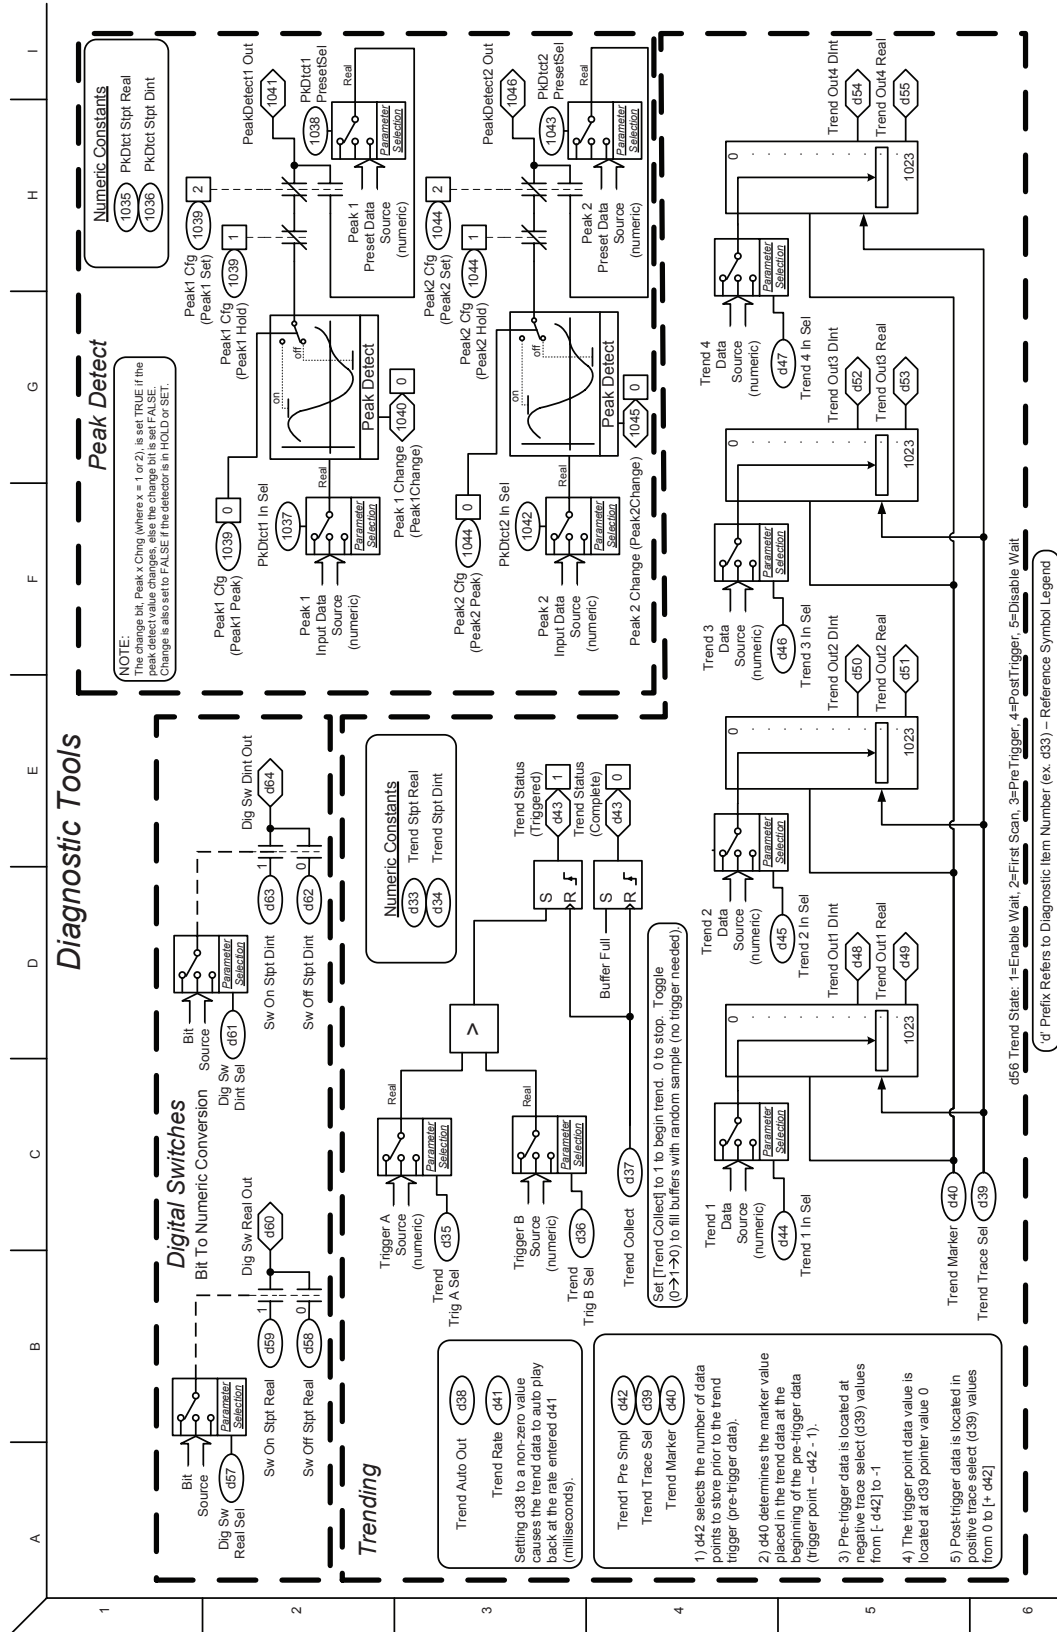 Diagnostic Tools
A
B
C
D
E
F
G
H
I
1
2
3
4
5
6
Digital Switches
Bit To Numeric Conversion
Bit
Source
Parameter
Selection
d57
Dig Sw
Real Sel
1
d59
Sw On Stpt Real
0
d58
Sw Off Stpt Real
Dig Sw Real Out
d60
Bit
Source
Parameter
Selection
d61
Dig Sw
Dint Sel
1
d63
Sw On Stpt Dint
0
d62
Sw Off Stpt Dint
Dig Sw Dint Out
d64
Peak Detect
NOTE:
The change bit, Peak x Chng (where x = 1 or 2), is set TRUE if the
peak detect value changes, else the change bit is set FALSE.
Change is also set to FALSE if the detector is in HOLD or SET.
Numeric Constants
1035
PkDtct Stpt Real
1036
PkDtct Stpt Dint
Peak1 Cfg
(Peak1 Peak)
1039
0
PkDtct1 In Sel
1037
Peak 1
Input Data
Source
(numeric)
Parameter
Selection
Real
on
off
Peak Detect
1040
0
Peak 1 Change
(Peak1Change)
Peak1 Cfg
(Peak1 Hold)
1039
1
Peak1 Cfg
(Peak1 Set)
1039
2
PeakDetect1 Out
1041
PkDtct1
PresetSel
1038
Real
Peak 1
Preset Data
Source
(numeric)
Parameter
Selection
Peak2 Cfg
(Peak2 Peak)
1044
0
PkDtct2 In Sel
1042
Peak 2
Input Data
Source
(numeric)
Parameter
Selection
Real
on
off
Peak Detect
1045
0
Peak 2 Change (Peak2Change)
Peak2 Cfg
(Peak2 Hold)
1044
1
Peak2 Cfg
(Peak2 Set)
1044
2
PeakDetect2 Out
1046
PkDtct2
PresetSel
1043
Real
Peak 2
Preset Data
Source
(numeric)
Parameter
Selection
Trending
Trend Auto Out
d38
Trend Rate
d41
Setting d38 to a non-zero value
causes the trend data to auto play
back at the rate entered d41
(milliseconds).
Trend1 Pre Smpl
d42
Trend Trace Sel
d39
Trend Marker
d40
1) d42 selects the number of data
points to store prior to the trend
trigger (pre-trigger data).
2) d40 determines the marker value
placed in the trend data at the
beginning of the pre-trigger data
(trigger point – d42 - 1).
3) Pre-trigger data is located at
negative trace select (d39) values
from [- d42] to -1
4) The trigger point data value is
located at d39 pointer value 0
5) Post-trigger data is located in
positive trace select (d39) values
from 0 to [+ d42]
Trigger A
Source
(numeric)
Parameter
Selection
Real
d35
Trend
Trig A Sel
Trigger B
Source
(numeric)
Parameter
Selection
Real
d36
Trend
Trig B Sel
>
Numeric Constants
d33
Trend Stpt Real
d34
Trend Stpt Dint
S
R
Trend Status
(Triggered)
d43
1
Buffer Full
S
R
Trend Status
(Complete)
d43
0
d37
Trend Collect
Set [Trend Collect] to 1 to begin trend. 0 to stop. Toggle
(0→1→0) to fill buffers with random sample (no trigger needed).
Trend 1
Data
Source
(numeric)
Parameter
Selection
d44
Trend 1 In Sel
0
1023
Trend Out1 DInt
d48
Trend Out1 Real
d49
Trend 2
Data
Source
(numeric)
Parameter
Selection
d45
Trend 2 In Sel
0
1023
Trend Out2 DInt
d50
Trend Out2 Real
d51
Trend 3
Data
Source
(numeric)
Parameter
Selection
d46
Trend 3 In Sel
0
1023
Trend Out3 DInt
d52
Trend Out3 Real
d53
Trend 4
Data
Source
(numeric)
Parameter
Selection
d47
Trend 4 In Sel
0
1023
Trend Out4 DInt
d54
Trend Out4 Real
d55
d40
Trend Marker
d39
Trend Trace Sel
d56 Trend State: 1=Enable Wait, 2=First Scan, 3=PreTrigger, 4=PostTrigger, 5=Disable Wait
'd' Prefix Refers to Diagnostic Item Number (ex. d33) – Reference Symbol Legend